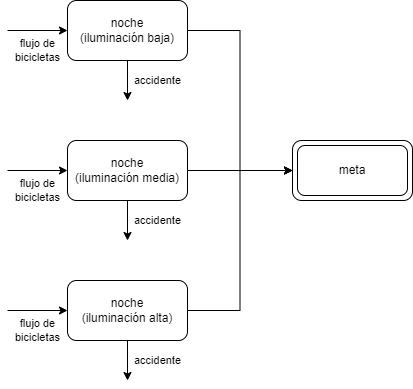 noche
(iluminación baja)
flujo de
bicicletas
accidente
noche
(iluminación media)
meta
flujo de
bicicletas
accidente
noche
(iluminación alta)
flujo de
bicicletas
accidente